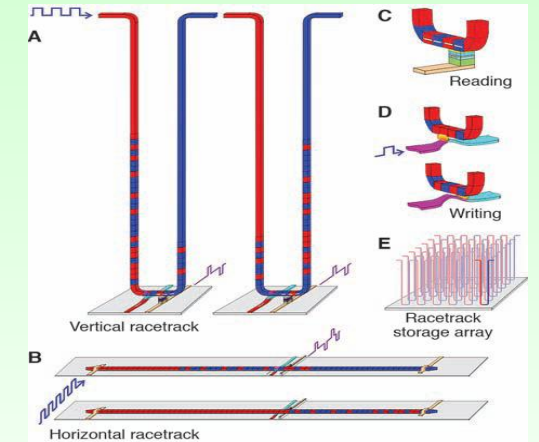 A
C
Reading
D
Writing
E
Racetrack
storage array
Vertical racetrack
B
Horizontal racetrack